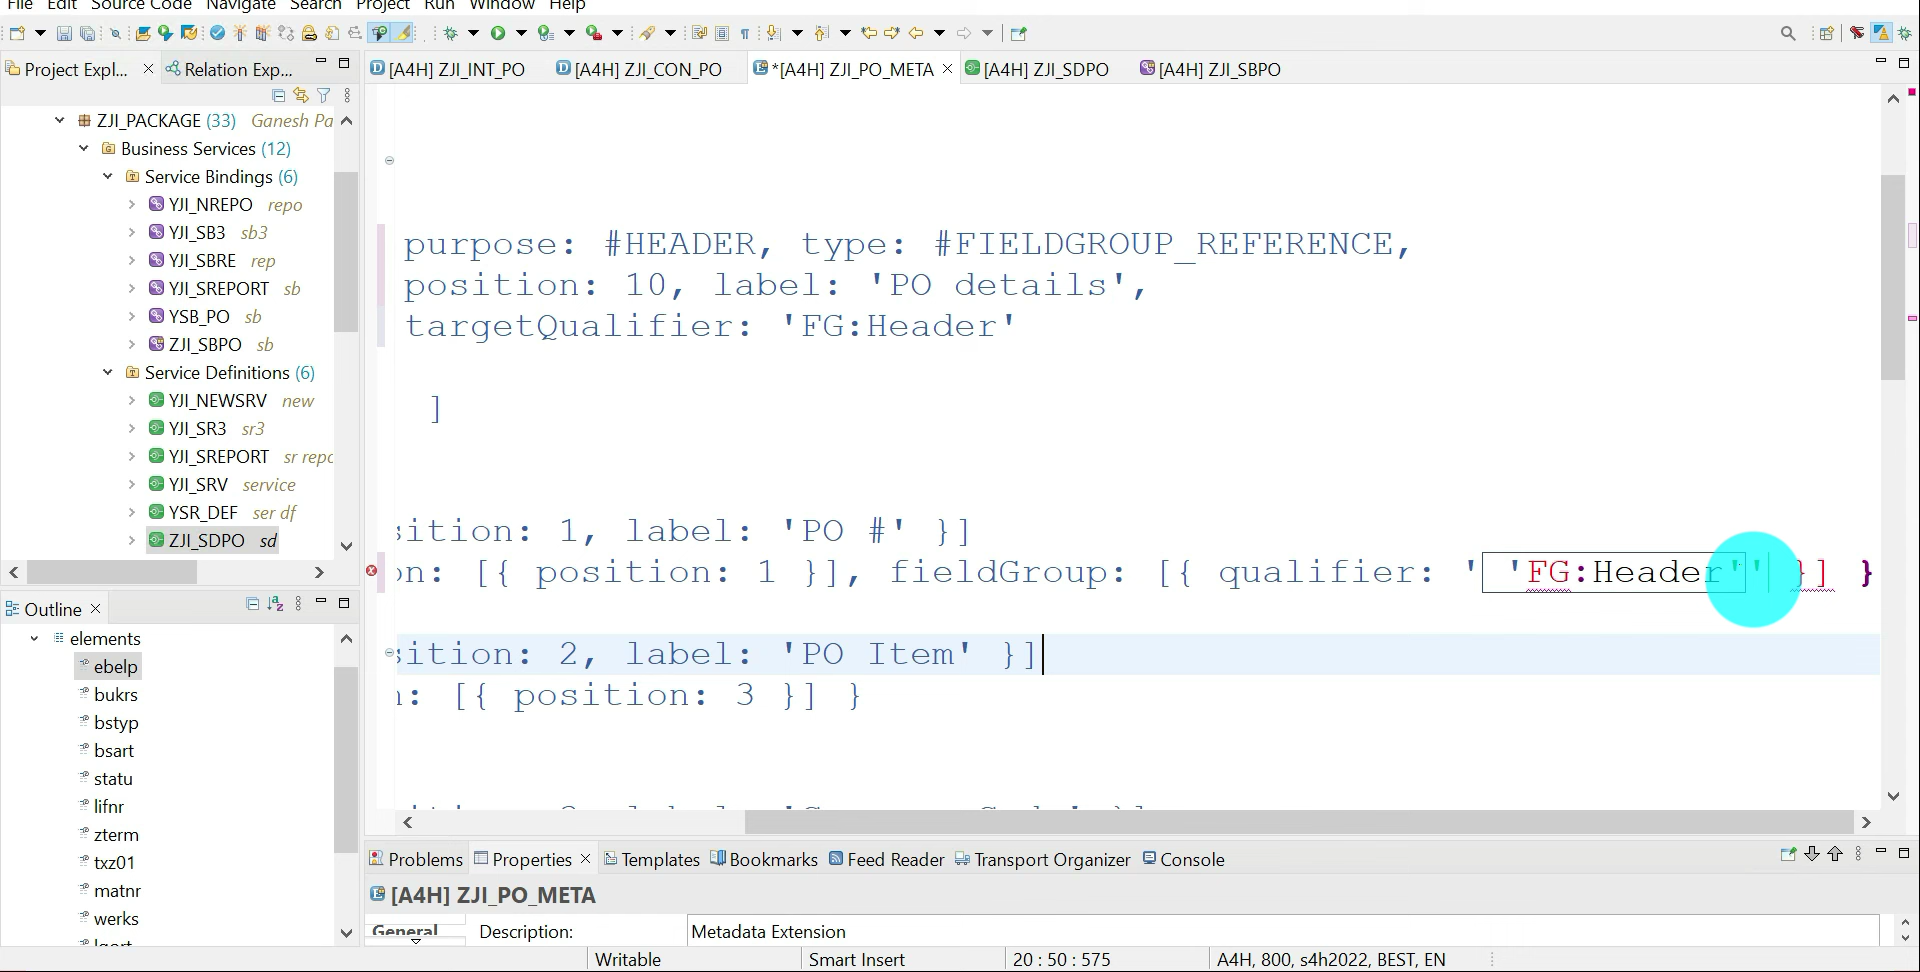 File Edit Source Code Navigate Search Project Run Window Help
Project Expl... Relation Exp...
[A4H] ZJI_INT_PO [A4H] ZJI_CON_PO *[A4H] ZJI_PO_META [A4H] ZJI_SDPO [A4H] ZJI_SBPO
ZJI_PACKAGE (33) Ganesh Pa
Business Services (12)
Service Bindings (6)
YJI_NREPO repo
YJI_SB3 sb3
YJI_SBRE rep
YJI_SREPORT sb
YSB_PO sb
ZJI_SBPO sb
Service Definitions (6)
YJI_NEWSRV new
YJI_SR3 sr3
YJI_SREPORT sr repo
YJI_SRV service
YSR_DEF ser df
ZJI_SDPO sd
Outline
elements
ebelp
bukrs
bstyp
bsart
statu
lifnr
zterm
txz01
matnr
werks
purpose: #HEADER, type: #FIELDGROUP_REFERENCE,
position: 10, label: 'PO details',
targetQualifier: 'FG:Header'
]
sition: 1, label: 'PO #' }]
on: [{ position: 1 }], fieldGroup: [{ qualifier: ' 'FG:Header'' }] }
sition: 2, label: 'PO Item' }]
n: [{ position: 3 }] }
Problems Properties Templates Bookmarks Feed Reader Transport Organizer Console
[A4H] ZJI_PO_META
General Description: Metadata Extension
Writable Smart Insert 20 : 50 : 575 A4H, 800, s4h2022, BEST, EN